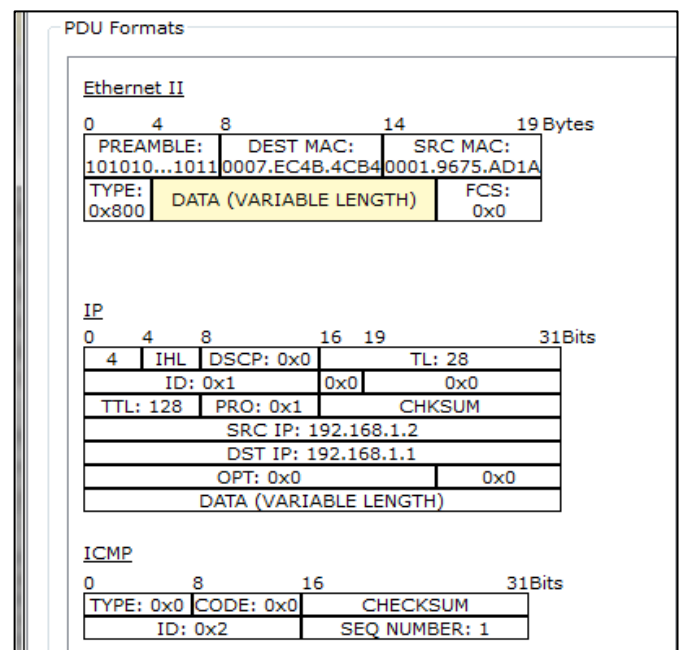 PDU Formats
Ethernet II
0 4 8 14 19 Bytes
PREAMBLE: DEST MAC: SRC MAC:
101010...1011 0007.EC4B.4CB4 0001.9675.AD1A
TYPE: 0x800 DATA (VARIABLE LENGTH) FCS: 0x0
IP
0 4 8 16 19 31 Bits
4 IHL DSCP: 0x0 TL: 28
ID: 0x1 0x0 0x0
TTL: 128 PRO: 0x1 CHKSUM
SRC IP: 192.168.1.2
DST IP: 192.168.1.1
OPT: 0x0 0x0
DATA (VARIABLE LENGTH)
ICMP
0 8 16 31 Bits
TYPE: 0x0 CODE: 0x0 CHECKSUM
ID: 0x2 SEQ NUMBER: 1